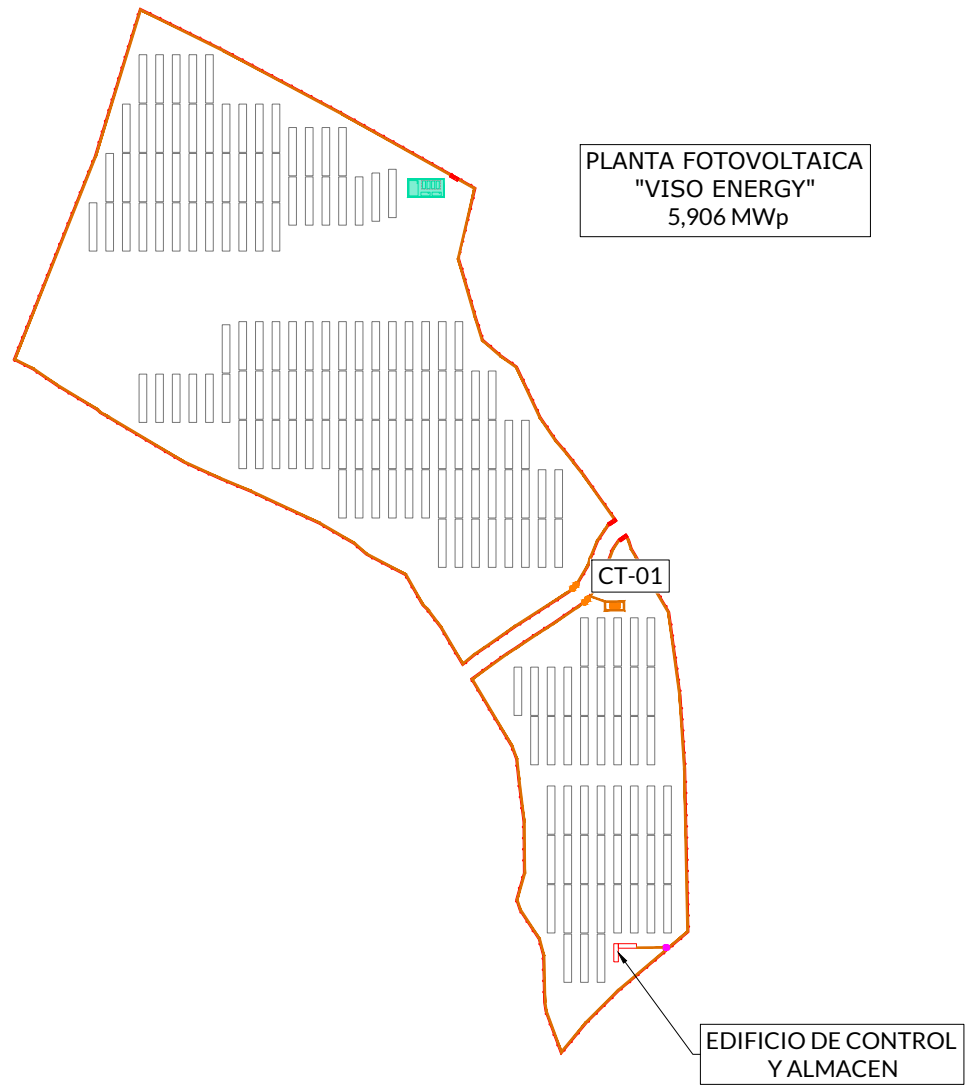 PLANTA FOTOVOLTAICA
"VISO ENERGY"
5,906 MWp
CT-01
EDIFICIO DE CONTROL
Y ALMACEN